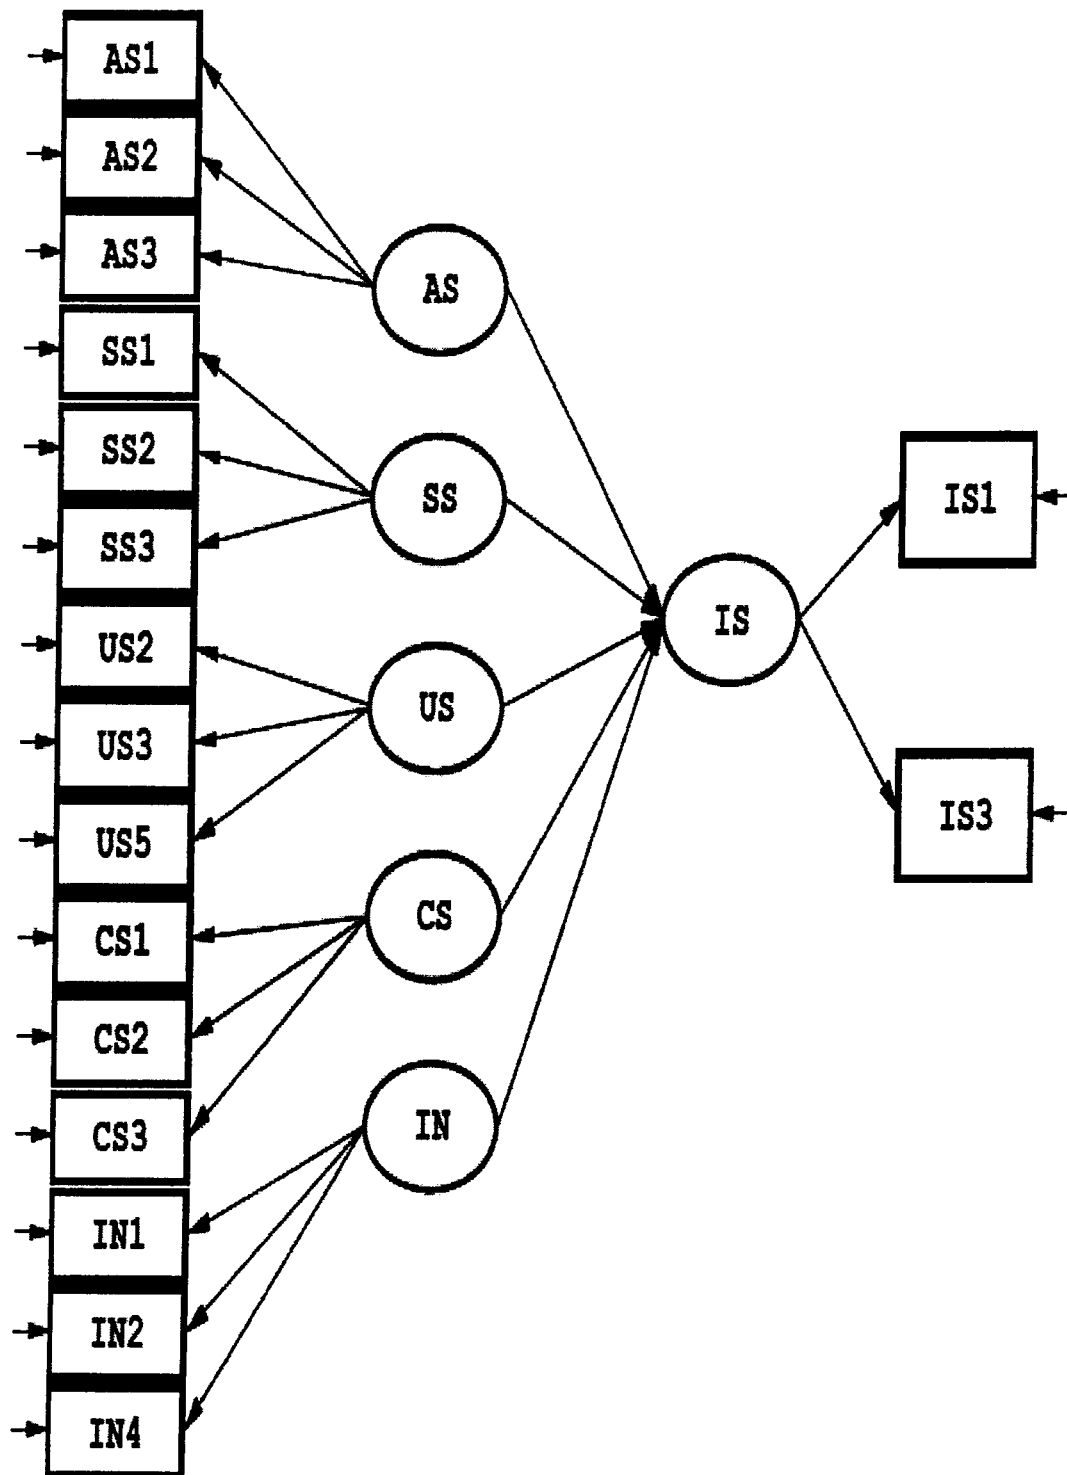 AS1
AS2
AS3
SS1
SS2
SS3
US2
US3
US5
CS1
CS2
CS3
IN1
IN2
IN4
AS
SS
US
CS
IN
IS
IS1
IS3